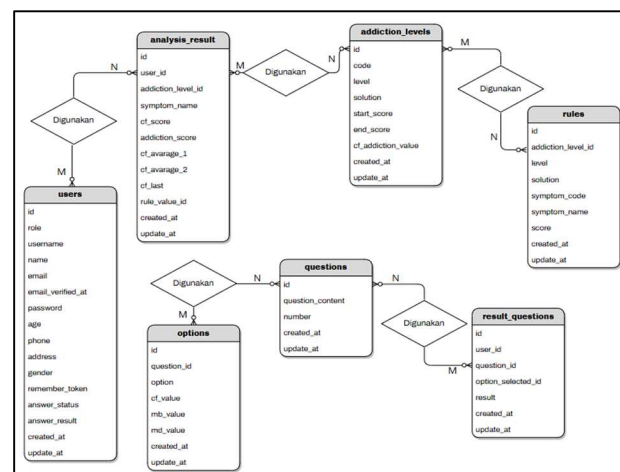 analysis_result
id
user_id
addiction_level_id
symptom_name
cf_score
addiction_score
cf_avarage_1
cf_avarage_2
cf_last
rule_value_id
created_at
update_at
M
Digunakan
N
addiction_levels
id
code
level
solution
start_score
end_score
cf_addiction_value
created_at
update_at
M
Digunakan
N
rules
id
addiction_level_id
level
solution
symptom_code
symptom_name
score
created_at
update_at
N
Digunakan
M
users
id
role
username
name
email
email_verified_at
password
age
phone
address
gender
remember_token
answer_status
answer_result
created_at
update_at
Digunakan
N
M
options
id
question_id
option
cf_value
mb_value
md_value
created_at
update_at
questions
id
question_content
number
created_at
update_at
N
Digunakan
M
result_questions
id
user_id
question_id
option_selected_id
result
created_at
update_at